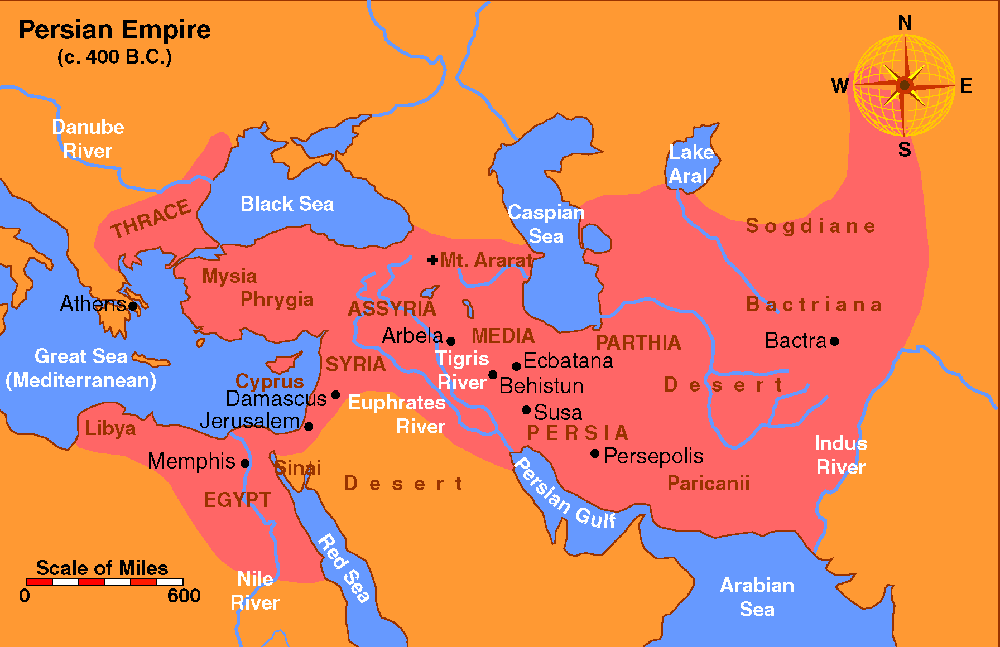 Persian Empire
(c. 400 B.C.)
N
W
E
S
Danube
River
Lake
Aral
Black Sea
THRACE
Caspian
Sea
Sogdiane
Mt. Ararat
Mysia
Phrygia
Athens
ASSYRIA
Bactriana
Arbela
MEDIA
PARTHIA
Bactra
Great Sea
(Mediterranean)
SYRIA
Tigris
River
Ecbatana
Behistun
Cyprus
Damascus
Desert
Euphrates
River
Jerusalem
Susa
Libya
PERSIA
Indus
River
Memphis
Sinai
Persepolis
Desert
Paricanii
EGYPT
Persian Gulf
Red Sea
Scale of Miles
0
600
Nile
River
Arabian
Sea